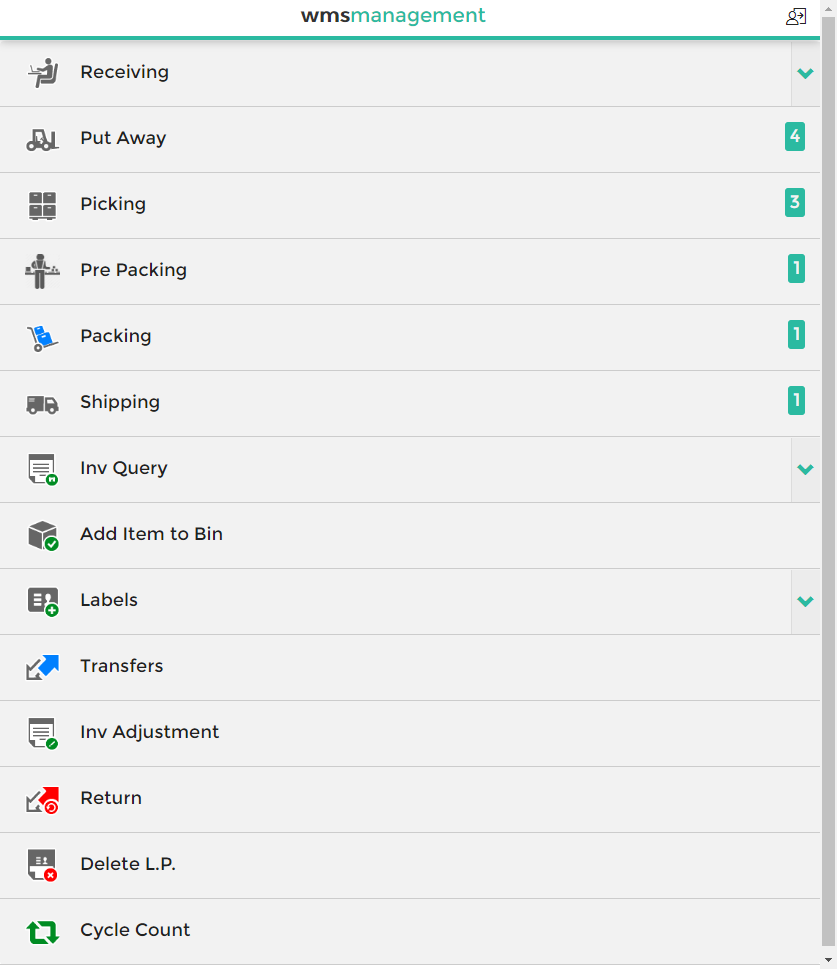 wmsmanagement
Receiving
Put Away 4
Picking 3
Pre Packing 1
Packing 1
Shipping 1
Inv Query
Add Item to Bin
Labels
Transfers
Inv Adjustment
Return
Delete L.P.
Cycle Count